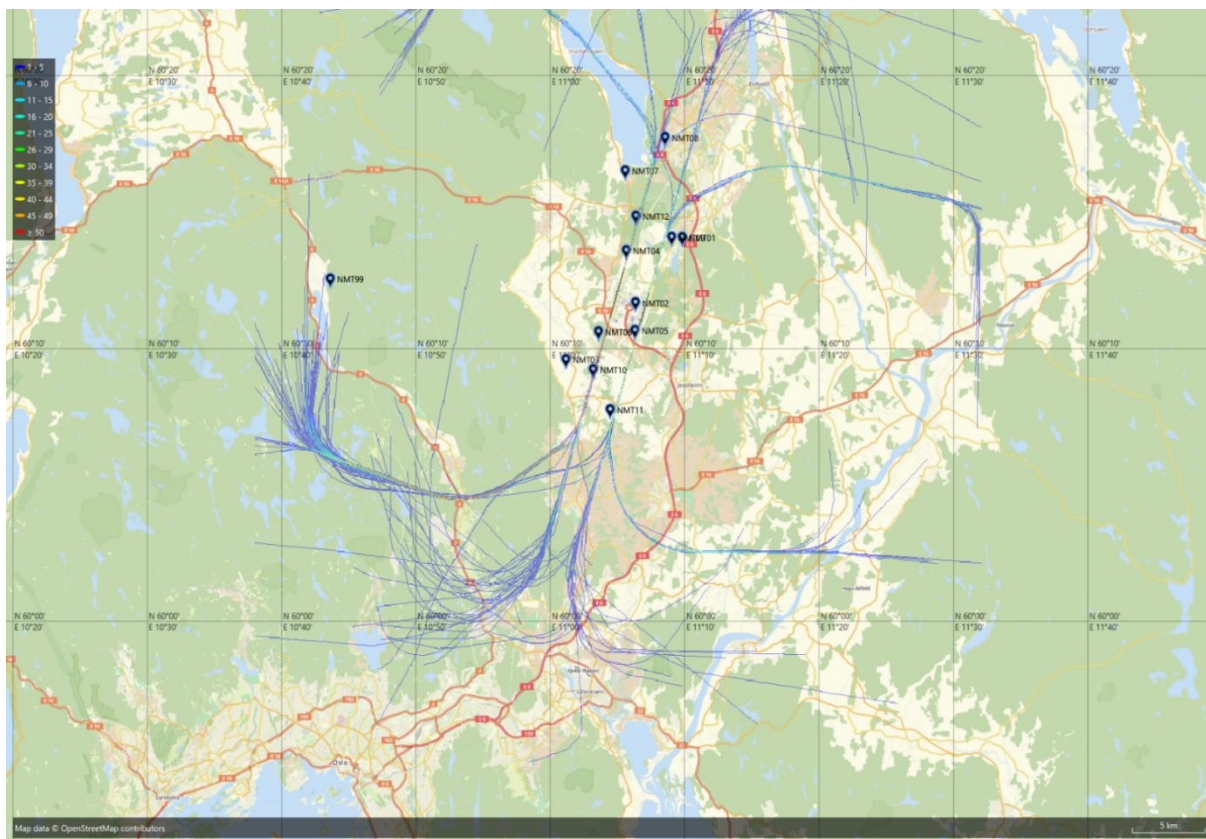 1 - 5
6 - 10
11 - 15
16 - 20
21 - 25
26 - 29
30 - 34
35 - 39
40 - 44
45 - 49
≥ 50
N 60°20'
E 10°30'
N 60°20'
E 10°40'
N 60°20'
E 10°50'
N 60°20'
E 11°00'
N 60°20'
E 11°10'
N 60°20'
E 11°20'
N 60°20'
E 11°30'
N 60°20'
E 11°40'
NMT08
NMT07
NMT12
NMT01
NMT04
NMT99
NMT02
NMT05
N 60°10'
E 10°20'
N 60°10'
E 10°30'
N 60°10'
E 10°40'
N 60°10'
E 10°50'
N 60°10'
N 60°10'
E 11°10'
N 60°10'
E 11°20'
N 60°10'
E 11°30'
N 60°10'
E 11°40'
NMT10
Jessheim
NMT11
N 60°00'
E 10°20'
N 60°00'
E 10°30'
N 60°00'
E 10°40'
N 60°00'
E 10°50'
N 60°00'
E 11°00'
N 60°00'
E 11°10'
N 60°00'
E 11°20'
N 60°00'
E 11°30'
N 60°00'
E 11°40'
Lillestrøm
Oslo
Sandvika
Map data © OpenStreetMap contributors
5 km